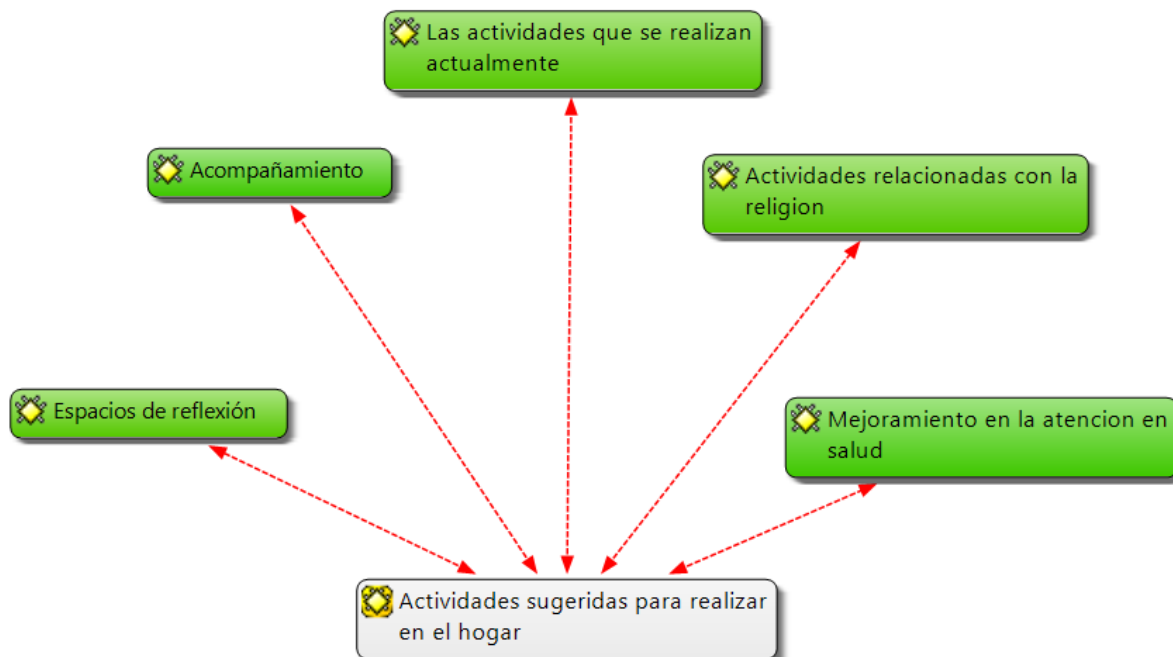 Las actividades que se realizan
actualmente
Acompañamiento
Actividades relacionadas con la
religion
Espacios de reflexión
Mejoramiento en la atencion en
salud
Actividades sugeridas para realizar
en el hogar